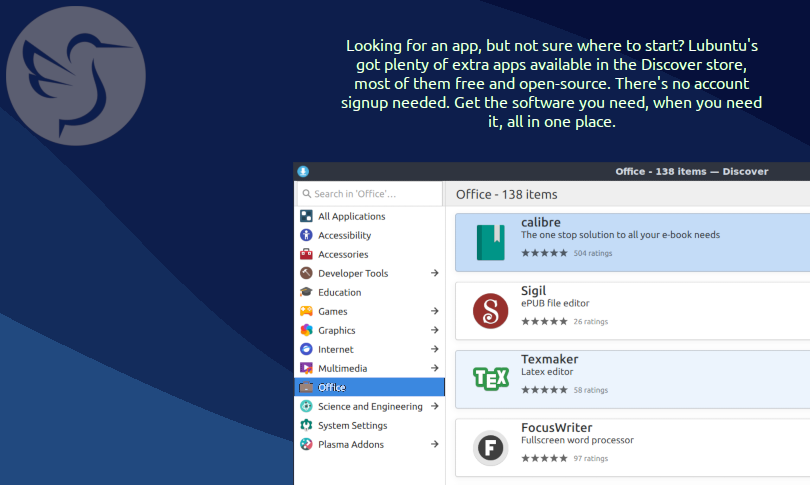 Looking for an app, but not sure where to start? Lubuntu's
got plenty of extra apps available in the Discover store,
most of them free and open-source. There's no account
signup needed. Get the software you need, when you need
it, all in one place.
Office - 138 items — Discover
Search in 'Office'...
All Applications
Accessibility
Accessories
Developer Tools
Education
Games
Graphics
Internet
Multimedia
Office
Science and Engineering
System Settings
Plasma Addons
Office - 138 items
calibre
The one stop solution to all your e-book needs
504 ratings
Sigil
ePUB file editor
26 ratings
TEX
Texmaker
Latex editor
58 ratings
F
FocusWriter
Fullscreen word processor
97 ratings